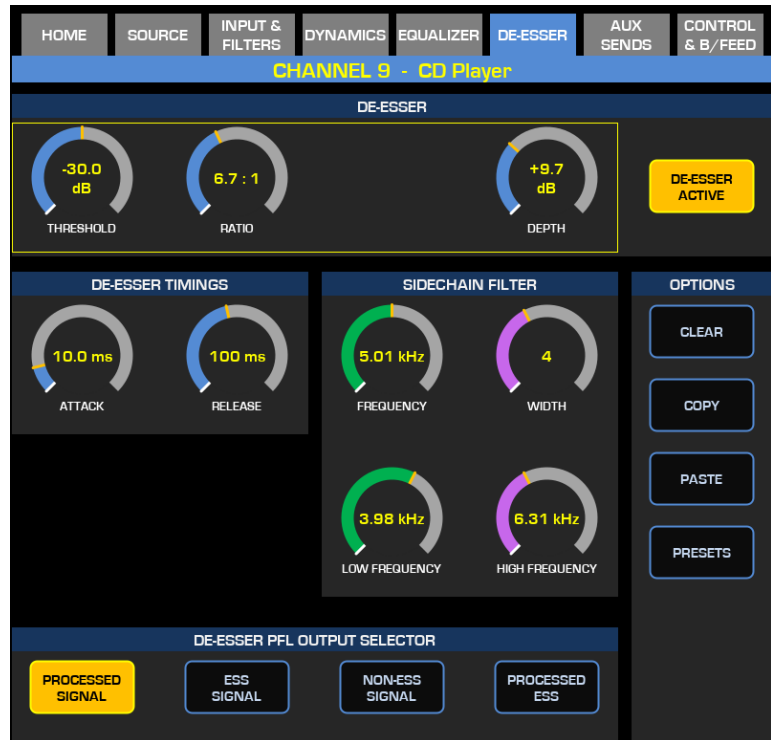 HOME
SOURCE
INPUT &
FILTERS
DYNAMICS
EQUALIZER
DE-ESSER
AUX
SENDS
CONTROL
& B/FEED
CHANNEL 9 - CD Player
DE-ESSER
-30.0
dB
THRESHOLD
6.7 : 1
RATIO
+9.7
dB
DEPTH
DE-ESSER
ACTIVE
DE-ESSER TIMINGS
10.0 ms
ATTACK
100 ms
RELEASE
SIDECHAIN FILTER
5.01 kHz
FREQUENCY
4
WIDTH
3.98 kHz
LOW FREQUENCY
6.31 kHz
HIGH FREQUENCY
OPTIONS
CLEAR
COPY
PASTE
PRESETS
DE-ESSER PFL OUTPUT SELECTOR
PROCESSED
SIGNAL
ESS
SIGNAL
NON-ESS
SIGNAL
PROCESSED
ESS